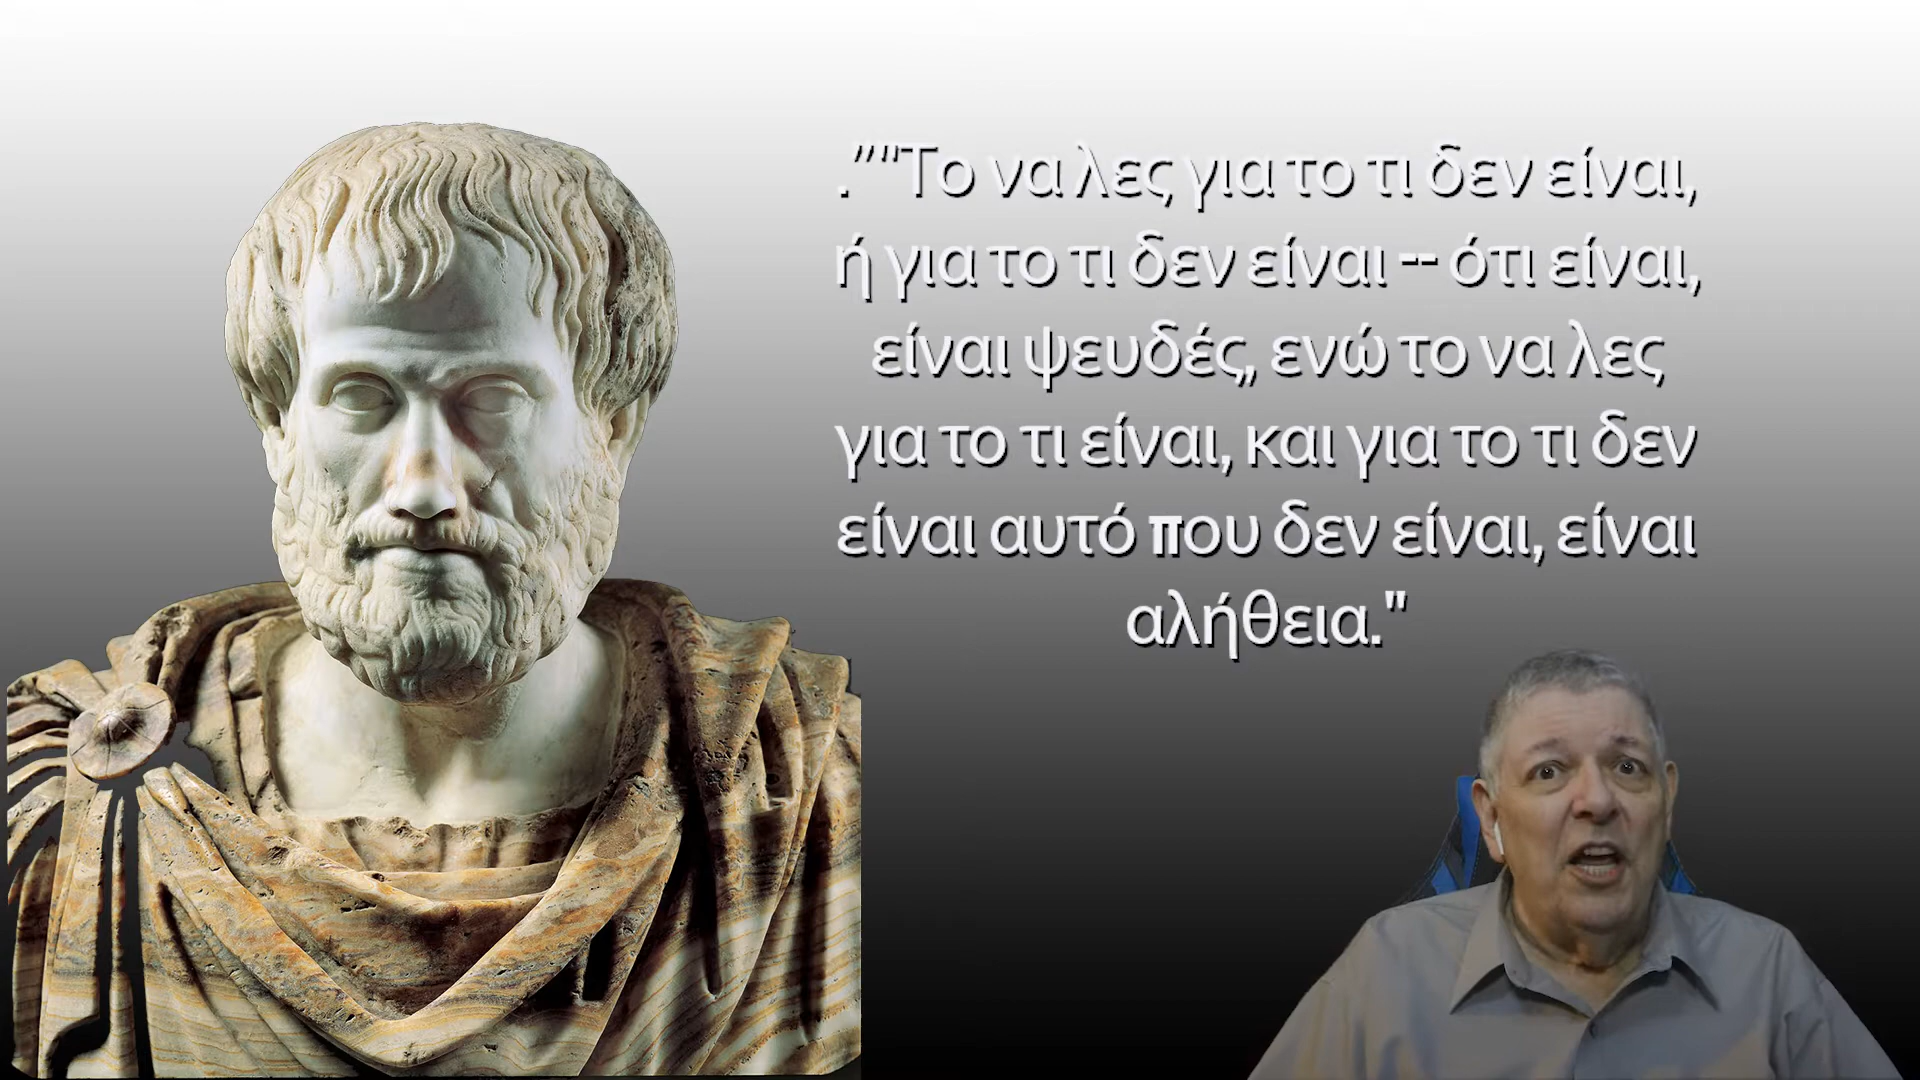 .”"Το να λες για το τι δεν είναι,
ή για το τι δεν είναι -- ότι είναι,
είναι ψευδές, ενώ το να λες
για το τι είναι, και για το τι δεν
είναι αυτό που δεν είναι, είναι
αλήθεια."